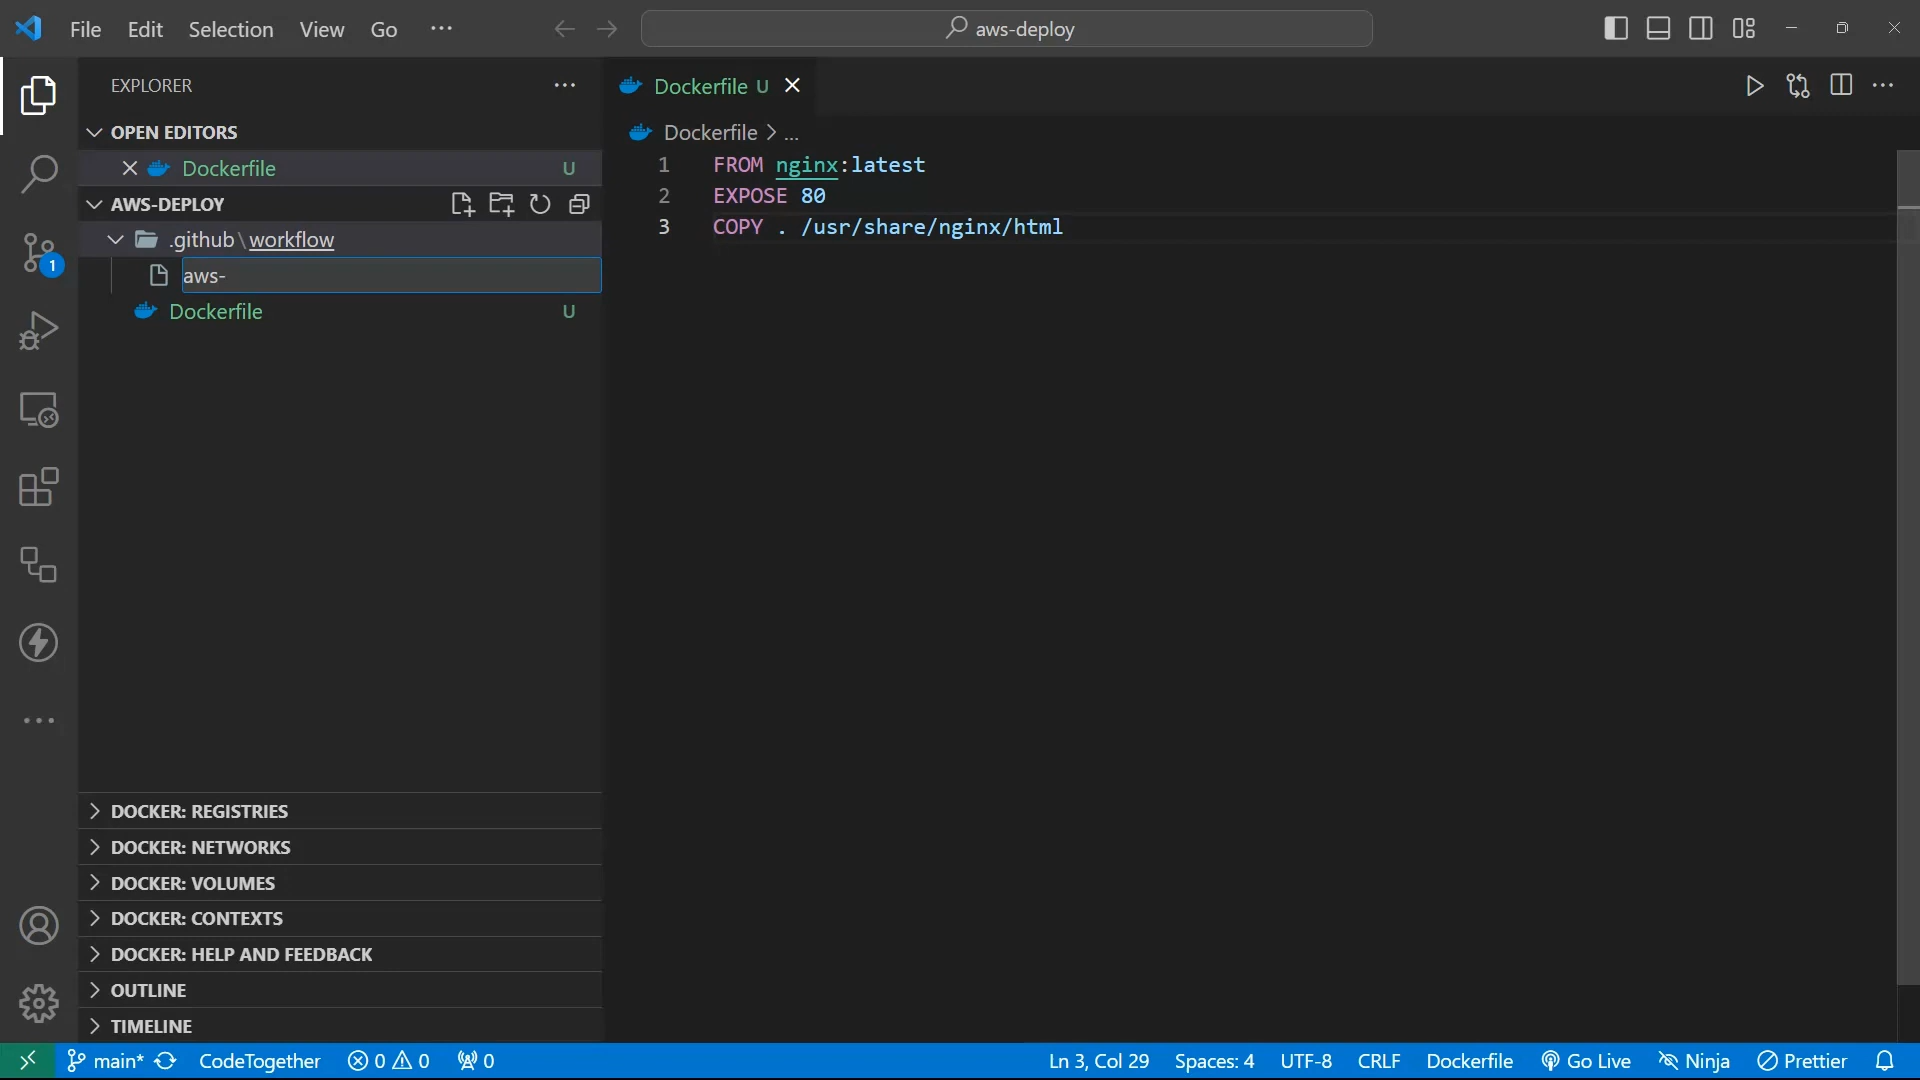 File Edit Selection View Go ··· aws-deploy
EXPLORER ···
OPEN EDITORS
Dockerfile U
AWS-DEPLOY
.github\workflow
aws-
Dockerfile U
DOCKER: REGISTRIES
DOCKER: NETWORKS
DOCKER: VOLUMES
DOCKER: CONTEXTS
DOCKER: HELP AND FEEDBACK
OUTLINE
TIMELINE
Dockerfile U
Dockerfile > ...
1 FROM nginx:latest
2 EXPOSE 80
3 COPY . /usr/share/nginx/html
1
main* CodeTogether 0 0 0 Ln 3, Col 29 Spaces: 4 UTF-8 CRLF Dockerfile Go Live Ninja Prettier